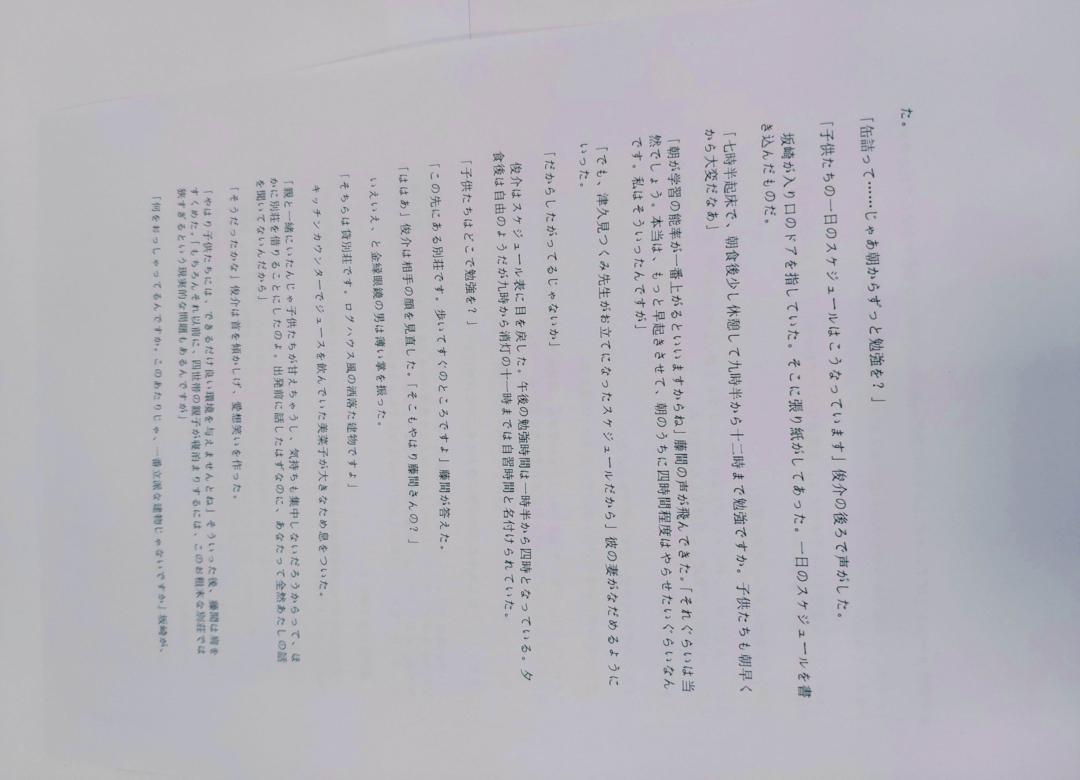 た。
「缶詰って……じゃあ朝からずっと勉強を？」
「子供たちの一日のスケジュールはこうなっています」俊介の後ろで声がした。
坂崎が入り口のドアを指していた。そこに張り紙がしてあった。一日のスケジュールを書
き込んだものだ。
「七時半起床で、朝食後少し休憩して九時半から十二時まで勉強ですか。子供たちも朝早く
から大変だなあ」
「朝が学習の能率が一番上がるといいますからね」藤間の声が飛んできた。「それぐらいは当
然でしょう。本当は、もっと早起きさせて、朝のうちに四時間程度はやらせたいぐらいなん
です。私はそういったんですが」
「でも、津久見つくみ先生がお立てになったスケジュールだから」彼の妻がなだめるように
いった。
「だからしたがってるじゃないか」
俊介はスケジュール表に目を戻した。午後の勉強時間は一時半から四時となっている。夕
食後は自由のようだが九時から消灯の十一時までは自習時間と名付けられていた。
「子供たちはどこで勉強を？」
「この先にある別荘です。歩いてすぐのところですよ」藤間が答えた。
「ははあ」俊介は相手の顔を見直した。「そこもやはり藤間さんの？」
いえいえ、と金縁眼鏡の男は薄い掌を振った。
「そちらは貸別荘です。ログハウス風の洒落た建物ですよ」
キッチンカウンターでジュースを飲んでいた美菜子が大きなため息をついた。
「親と一緒にいたんじゃ子供たちが甘えちゃうし、気持ちも集中しないだろうからって、ほ
かに別荘を借りることにしたのよ。出発前に話したはずなのに、あなたって全然あたしの話
を聞いてないんだから」
「そうだったかな」俊介は首を傾かしげ、愛想笑いを作った。
「やはり子供たちには、できるだけ良い環境を与えませんとね」そういった後、藤間は肩を
すくめた。「もちろんそれ以前に、四世帯の親子が寝泊まりするには、このお粗末な別荘では
狭すぎるという現実的な問題もあるんですが」
「何をおっしゃってるんですか。このあたりじゃ、一番立派な建物じゃないですか」坂崎が、